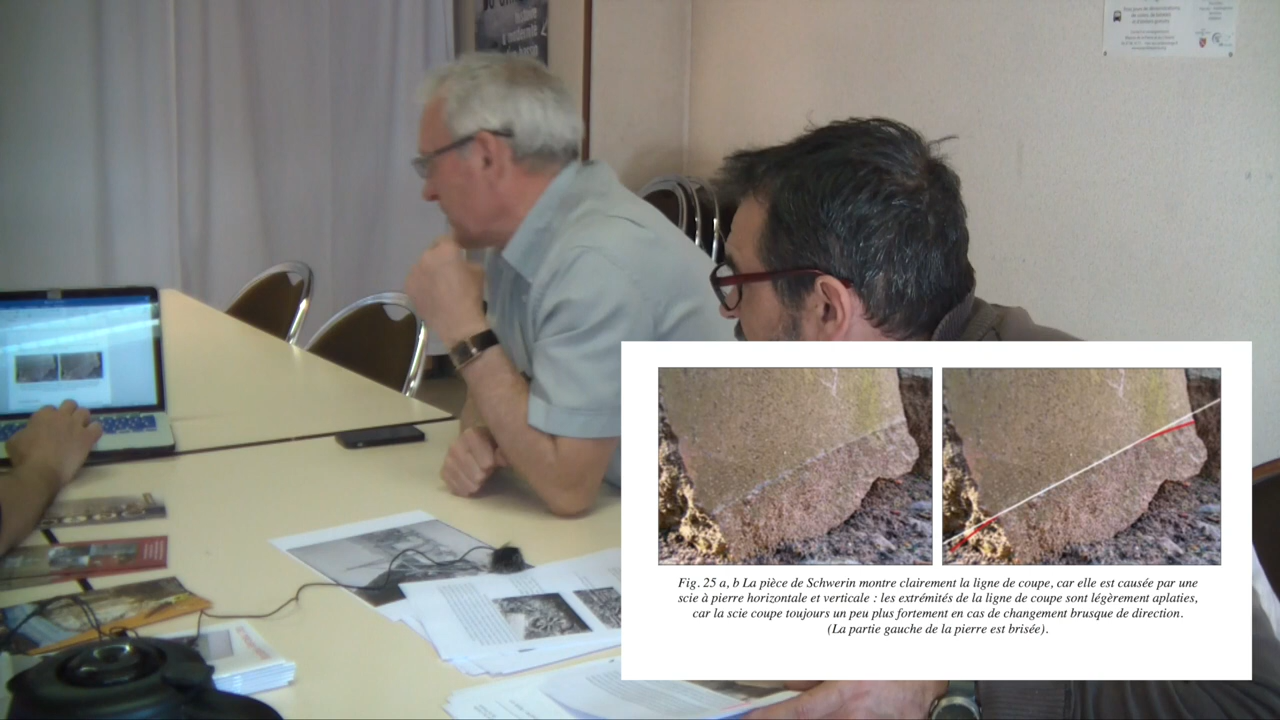 Fig. 25 a, b La pièce de Schwerin montre clairement la ligne de coupe, car elle est causée par une
scie à pierre horizontale et verticale : les extrémités de la ligne de coupe sont légèrement aplaties,
car la scie coupe toujours un peu plus fortement en cas de changement brusque de direction.
(La partie gauche de la pierre est brisée).